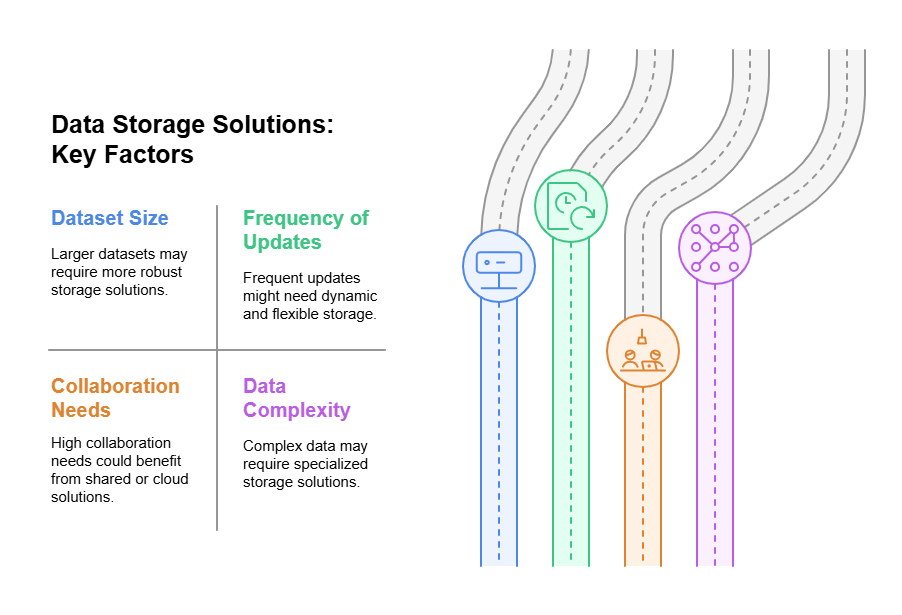 Data Storage Solutions:
Key Factors
Dataset Size
Larger datasets may
require more robust
storage solutions.
Frequency of
Updates
Frequent updates
might need dynamic
and flexible storage.
Collaboration
Needs
High collaboration
needs could benefit
from shared or cloud
solutions.
Data
Complexity
Complex data may
require specialized
storage solutions.